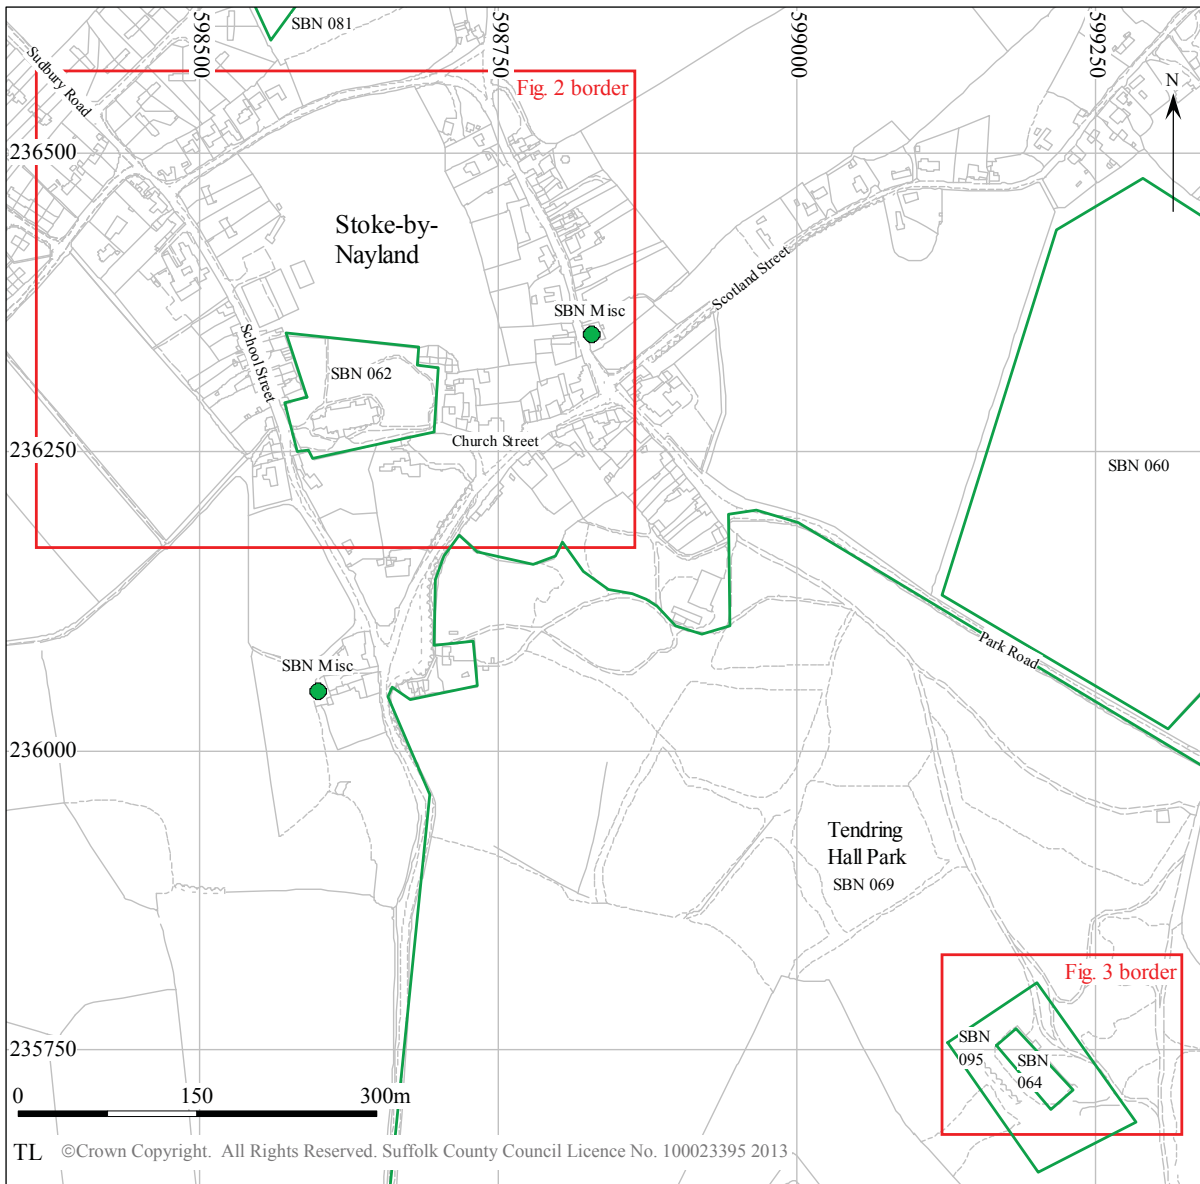 SBN 081
598500
598750
599000
599250
Sudbury Road
Fig. 2 border
N
236500
Stoke-by-
Nayland
Scotland Street
SBN Misc
School Street
SBN 062
Church Street
236250
SBN 060
Park Road
SBN Misc
236000
Tendring
Hall Park
SBN 069
Fig. 3 border
SBN
095
SBN
064
235750
0 150 300m
TL ©Crown Copyright. All Rights Reserved. Suffolk County Council Licence No. 100023395 2013